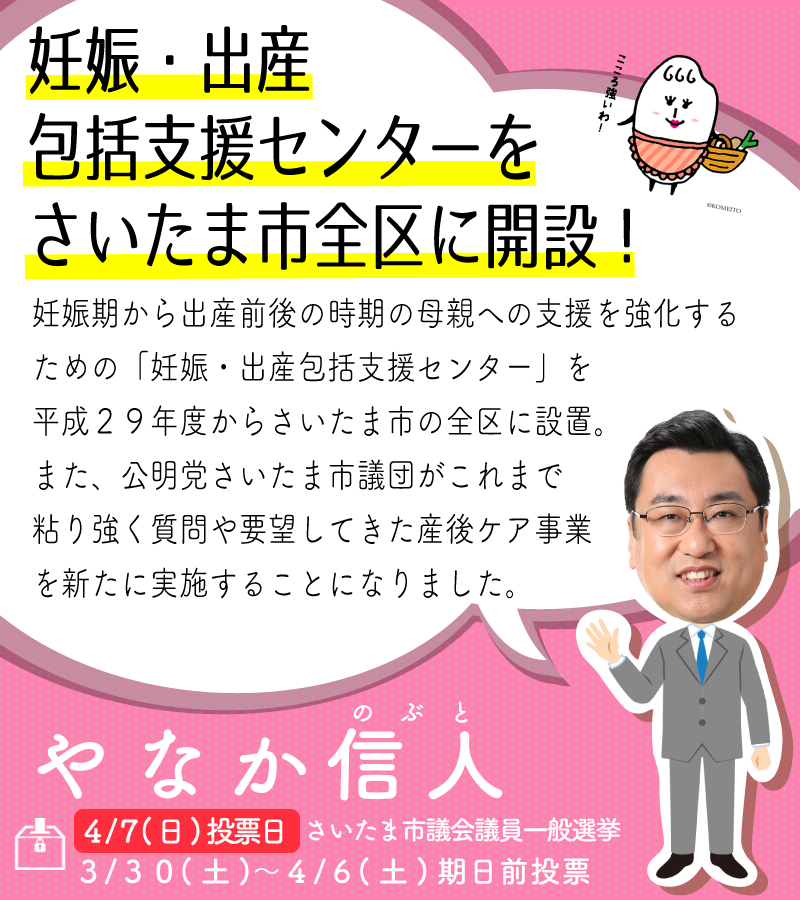 妊娠・出産
包括支援センターを
さいたま市全区に開設！
こころ強いわ！
©KOMEITO
妊娠期から出産前後の時期の母親への支援を強化する
ための「妊娠・出産包括支援センター」を
平成２９年度からさいたま市の全区に設置。
また、公明党さいたま市議団がこれまで
粘り強く質問や要望してきた産後ケア事業
を新たに実施することになりました。
のぶと
やなか信人
4/7(日)投票日 さいたま市議会議員一般選挙
３/３０(土)〜４/６(土)期日前投票